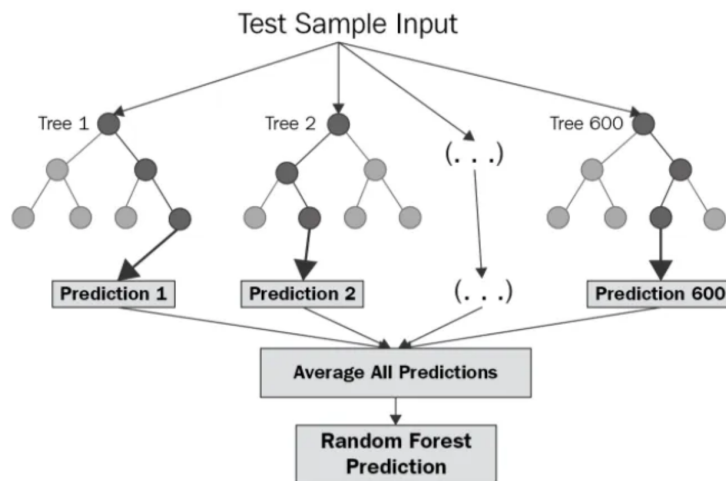 Test Sample Input
Tree 1
Tree 2
(. . .)
Tree 600
Prediction 1
Prediction 2
(. . .)
Prediction 600
Average All Predictions
Random Forest
Prediction